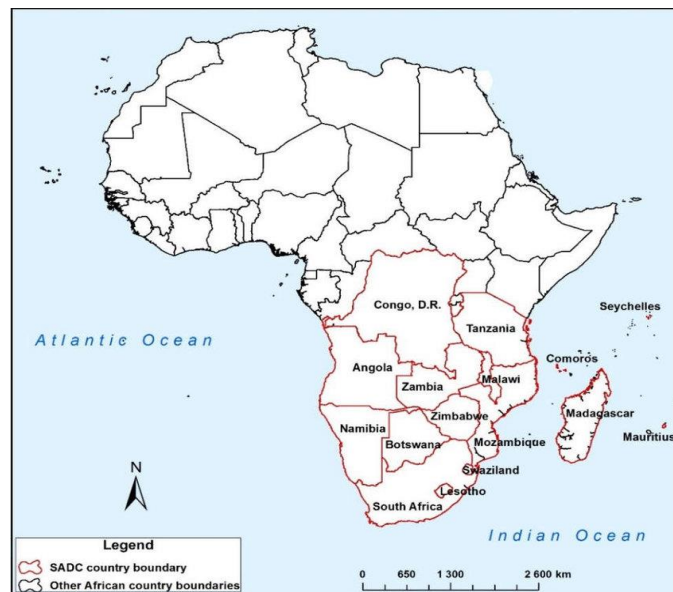 Congo, D.R.
Seychelles
Tanzania
Atlantic Ocean
Comoros
Angola
Malawi
Zambia
Madagascar
Zimbabwe
Namibia
Mauritius
Botswana
Mozambique
N
Swaziland
Lesotho
South Africa
Indian Ocean
Legend
SADC country boundary
Other African country boundaries
0 650 1 300 2 600 km